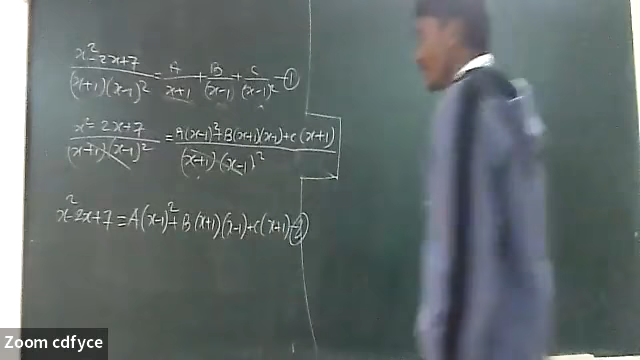 x²-2x+7/(x+1)(x-1)² = A/x+1 + B/(x-1) + C/(x-1)² -①
x²-2x+7/(x+1)(x-1)² = A(x-1)²+B(x+1)(x-1)+C(x+1)/(x+1)(x-1)²
x²-2x+7=A(x-1)²+B(x+1)(x-1)+C(x+1)-②
Zoom cdfyce